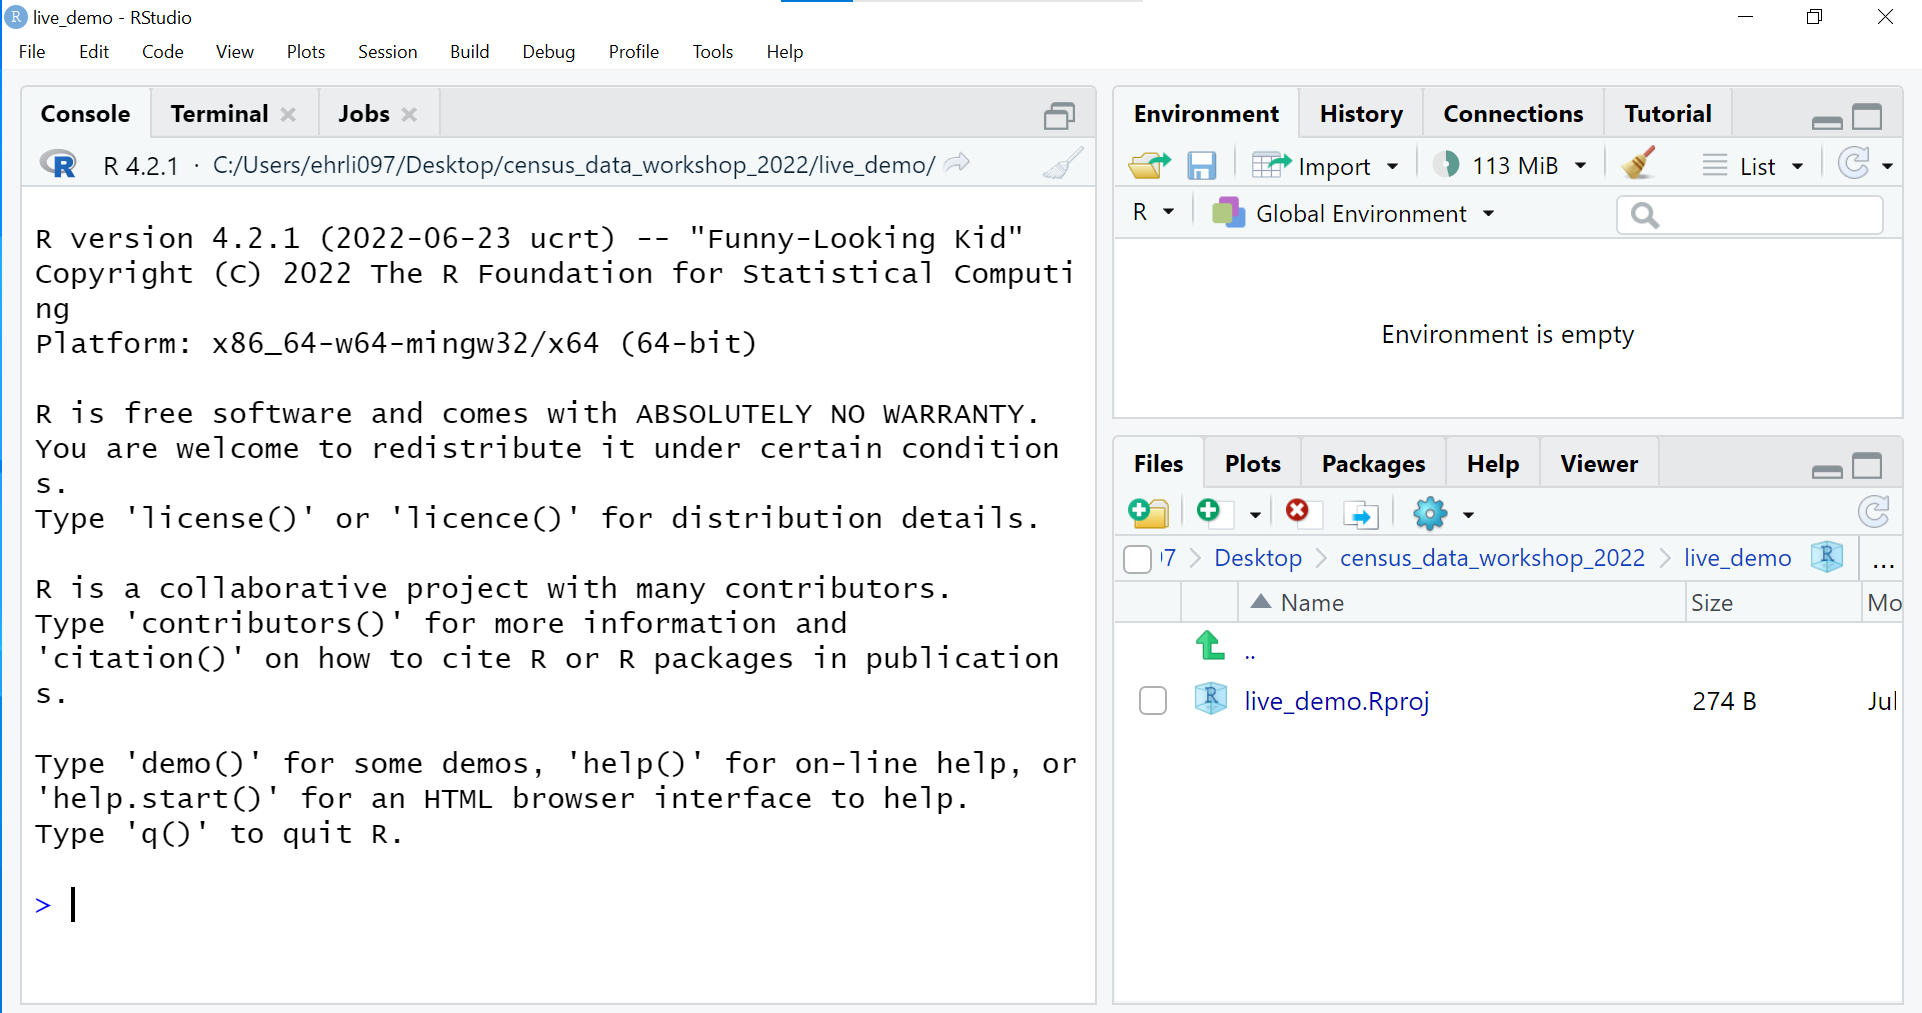 live_demo - RStudio
File Edit Code View Plots Session Build Debug Profile Tools Help
Console Terminal Jobs
R 4.2.1 · C:/Users/ehrli097/Desktop/census_data_workshop_2022/live_demo/
R version 4.2.1 (2022-06-23 ucrt) -- "Funny-Looking Kid"
Copyright (C) 2022 The R Foundation for Statistical Computi
ng
Platform: x86_64-w64-mingw32/x64 (64-bit)
R is free software and comes with ABSOLUTELY NO WARRANTY.
You are welcome to redistribute it under certain condition
s.
Type 'license()' or 'licence()' for distribution details.
R is a collaborative project with many contributors.
Type 'contributors()' for more information and
'citation()' on how to cite R or R packages in publication
s.
Type 'demo()' for some demos, 'help()' for on-line help, or
'help.start()' for an HTML browser interface to help.
Type 'q()' to quit R.
>
Environment History Connections Tutorial
Import 113 MiB List
R Global Environment
Environment is empty
Files Plots Packages Help Viewer
97 > Desktop > census_data_workshop_2022 > live_demo ...
Name Size Mo
..
live_demo.Rproj 274 B Jul